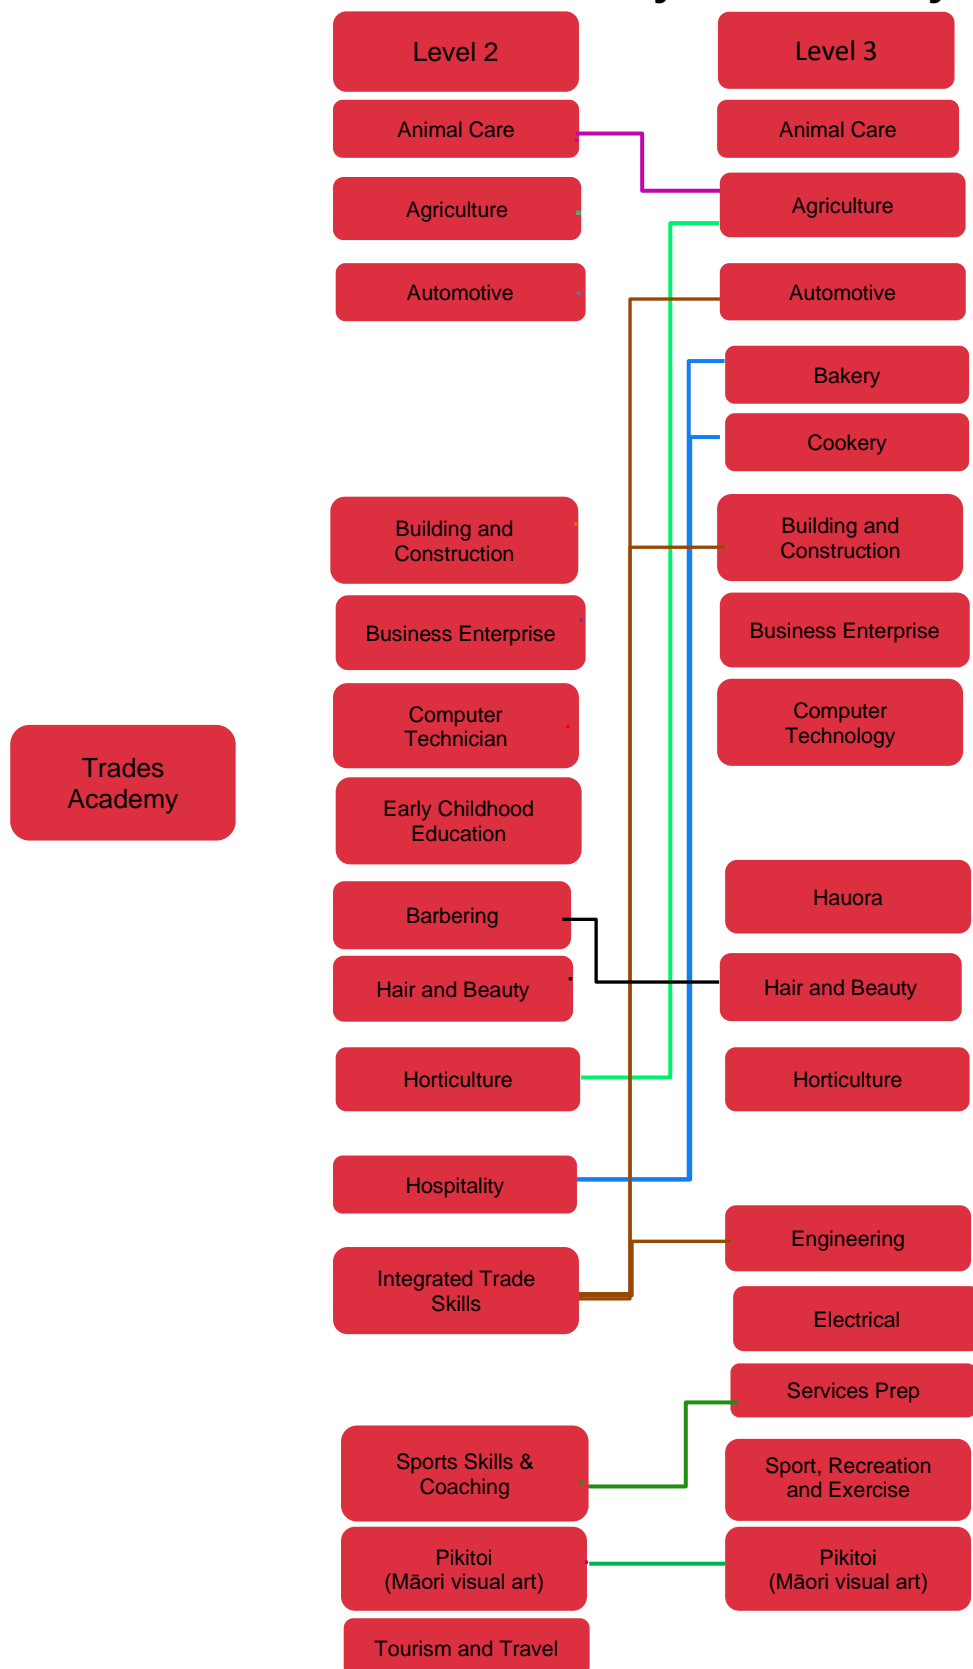 Level 2
Level 3
Animal Care
Animal Care
Agriculture
Agriculture
Automotive
Automotive
Bakery
Cookery
Building and
Construction
Building and
Construction
Business Enterprise
Business Enterprise
Computer
Technician
Computer
Technology
Trades
Academy
Early Childhood
Education
Barbering
Hauora
Hair and Beauty
Hair and Beauty
Horticulture
Horticulture
Hospitality
Engineering
Integrated Trade
Skills
Electrical
Services Prep
Sports Skills &
Coaching
Sport, Recreation
and Exercise
Pikitoi
(Māori visual art)
Pikitoi
(Māori visual art)
Tourism and Travel